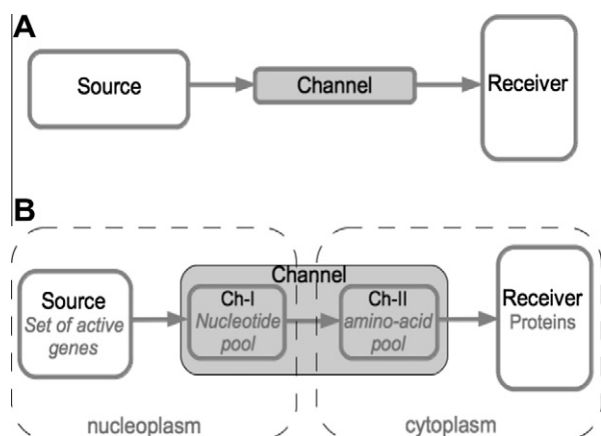 A
Source
Channel
Receiver
B
Channel
Source
Set of active
genes
Ch-I
Nucleotide
pool
Ch-II
amino-acid
pool
Receiver
Proteins
nucleoplasm
cytoplasm